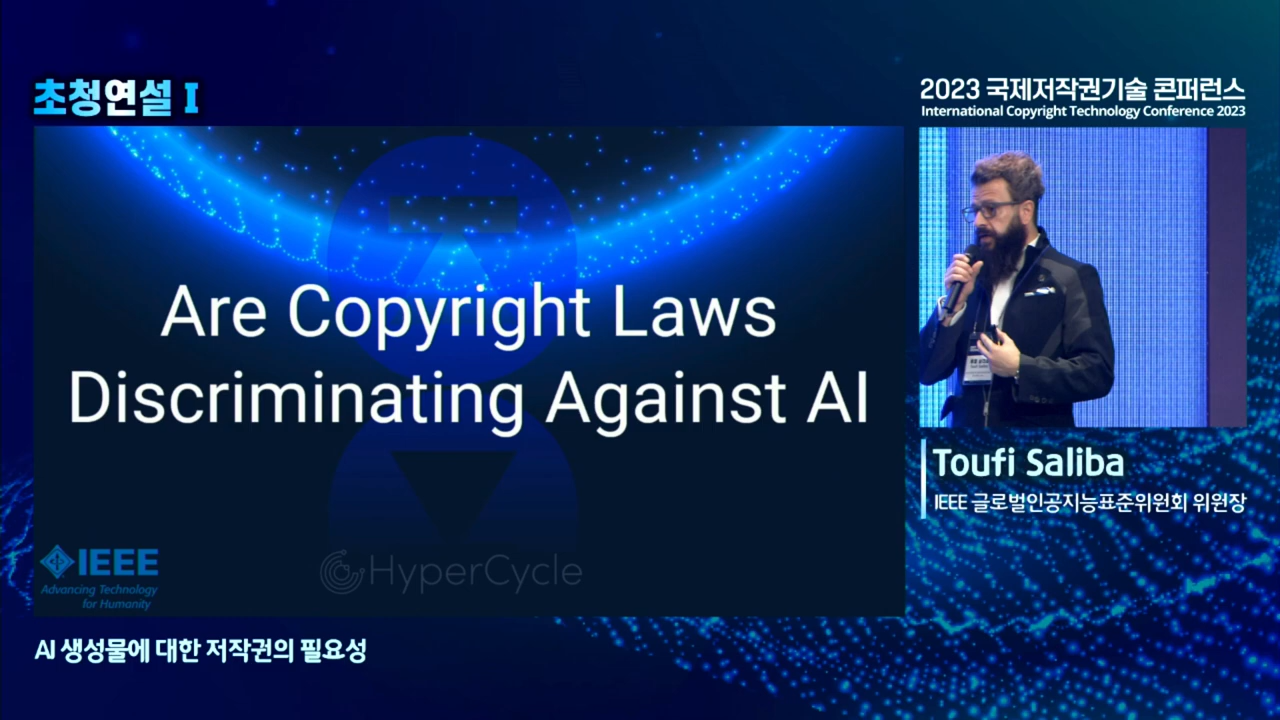 초청연설 I
2023 국제저작권기술 콘퍼런스
International Copyright Technology Conference 2023
Are Copyright Laws
Discriminating Against AI
IEEE
Advancing Technology
for Humanity
HyperCycle
Toufi Saliba
IEEE 글로벌인공지능표준위원회 위원장
AI 생성물에 대한 저작권의 필요성